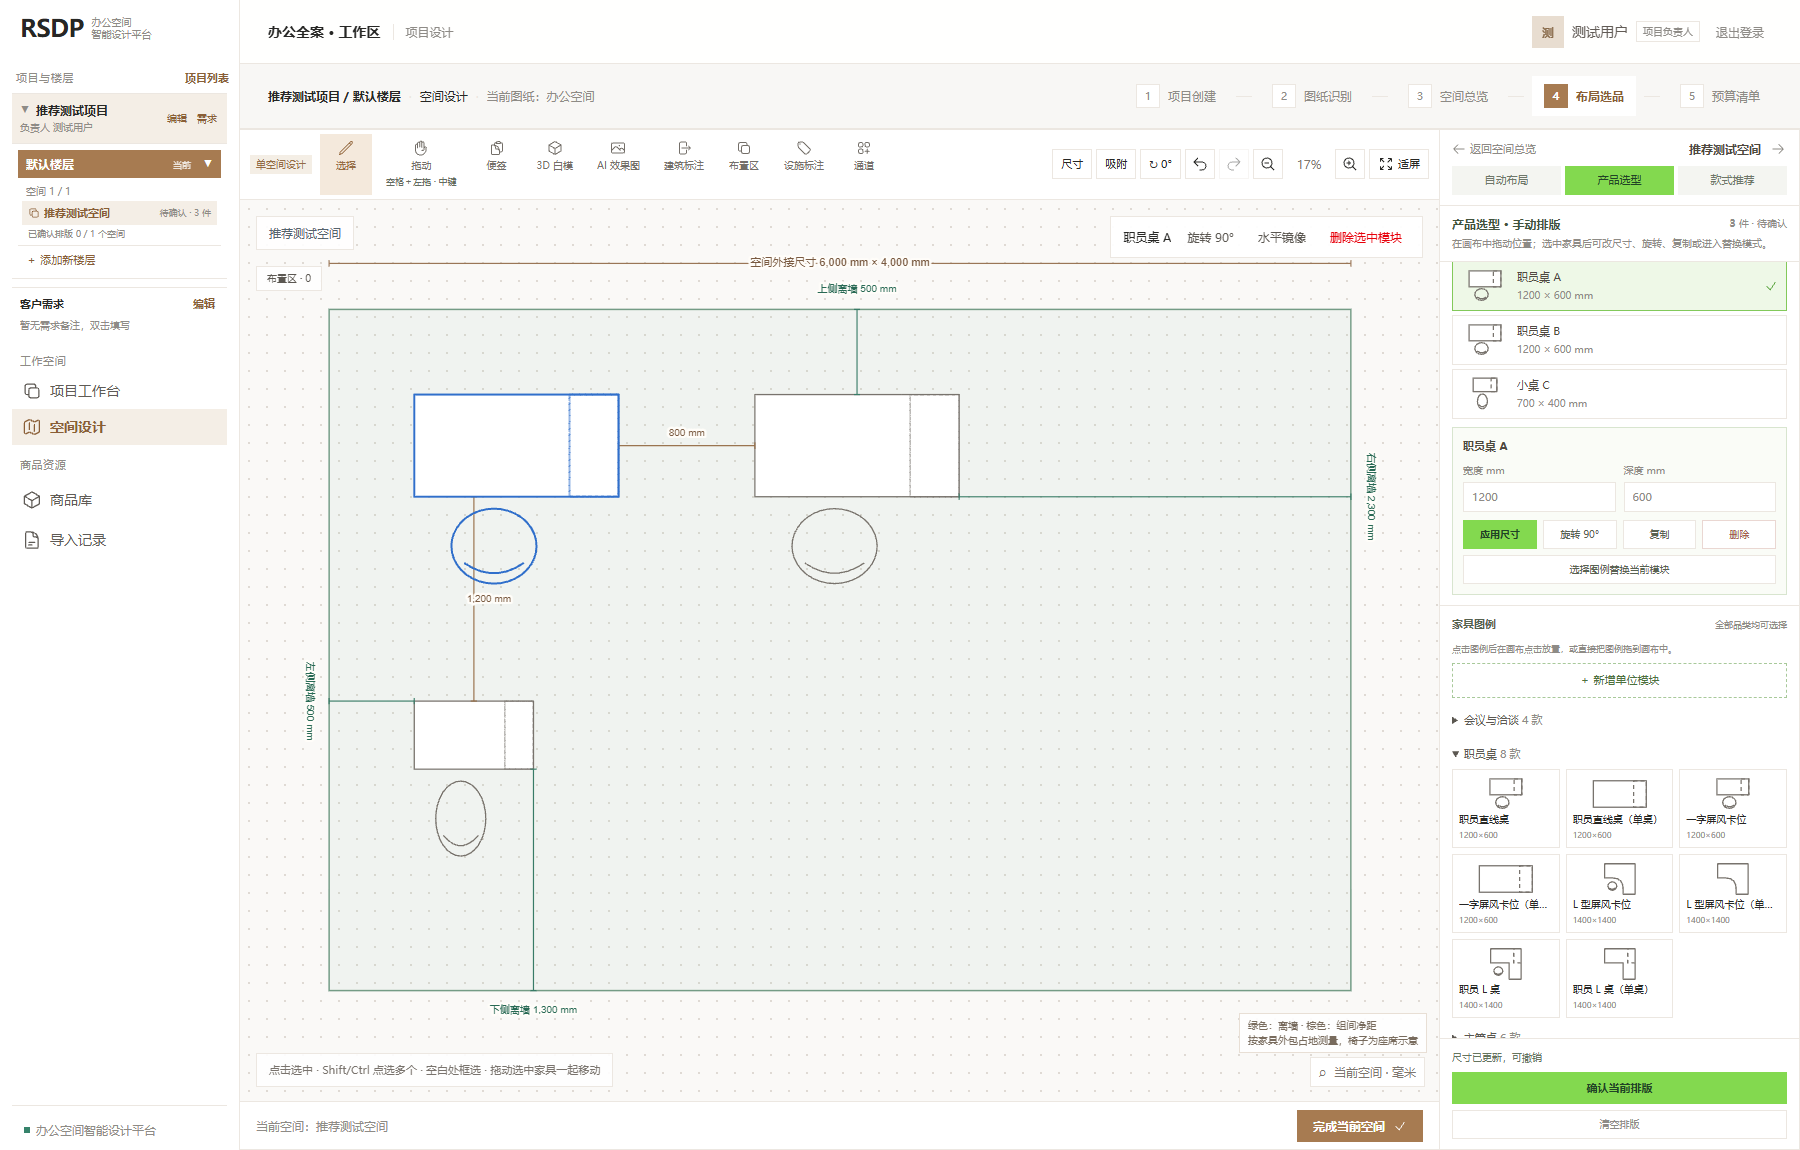 RSDP 办公空间
智能设计平台
项目与楼层 项目列表
▼ 推荐测试项目
负责人 测试用户
编辑 需求
默认楼层 当前 ▼
空间 1 / 1
推荐测试空间 待确认 · 3 件
已确认排版 0 / 1 个空间
+ 添加新楼层
客户需求 编辑
暂无需求备注，双击填写
工作空间
项目工作台
空间设计
商品资源
商品库
导入记录
办公空间智能设计平台
办公全案 • 工作区 项目设计
测 测试用户 项目负责人 退出登录
推荐测试项目 / 默认楼层 · 空间设计 · 当前图纸：办公空间
1 项目创建
2 图纸识别
3 空间总览
4 布局选品
5 预算清单
单空间设计
选择
拖动
空格 + 左拖 · 中键
便签
3D 白模
AI 效果图
建筑标注
布置区
设施标注
通道
尺寸 吸附 ↻ 0° 17% 适屏
推荐测试空间
布置区 · 0
职员桌 A 旋转 90° 水平镜像 删除选中模块
空间外接尺寸 6,000 mm × 4,000 mm
上侧离墙 500 mm
800 mm
右侧离墙 2,300 mm
1,200 mm
左侧离墙 500 mm
下侧离墙 1,300 mm
绿色：离墙 · 棕色：组间净距
按家具外包占地测量，椅子为座席示意
点击选中 · Shift/Ctrl 点选多个 · 空白处框选 · 拖动选中家具一起移动
当前空间 · 毫米
当前空间：推荐测试空间
完成当前空间 ✓
← 返回空间总览 推荐测试空间 →
自动布局 产品选型 款式推荐
产品选型 • 手动排版 3 件 · 待确认
在画布中拖动位置；选中家具后可改尺寸、旋转、复制或进入替换模式。
职员桌 A
1200 × 600 mm
✓
职员桌 B
1200 × 600 mm
小桌 C
700 × 400 mm
职员桌 A
宽度 mm 深度 mm
1200 600
应用尺寸 旋转 90° 复制 删除
选择图例替换当前模块
家具图例 全部品类均可选择
点击图例后在画布点击放置，或直接把图例拖到画布中。
+ 新增单位模块
▶ 会议与洽谈 4 款
▼ 职员桌 8 款
职员直线桌
1200×600
职员直线桌（单桌）
1200×600
一字屏风卡位
1200×600
一字屏风卡位（单...
1200×600
L 型屏风卡位
1400×1400
L 型屏风卡位（单...
1400×1400
职员 L 桌
1400×1400
职员 L 桌（单桌）
1400×1400
▶ 主管桌 6 款
尺寸已更新，可撤销
确认当前排版
清空排版